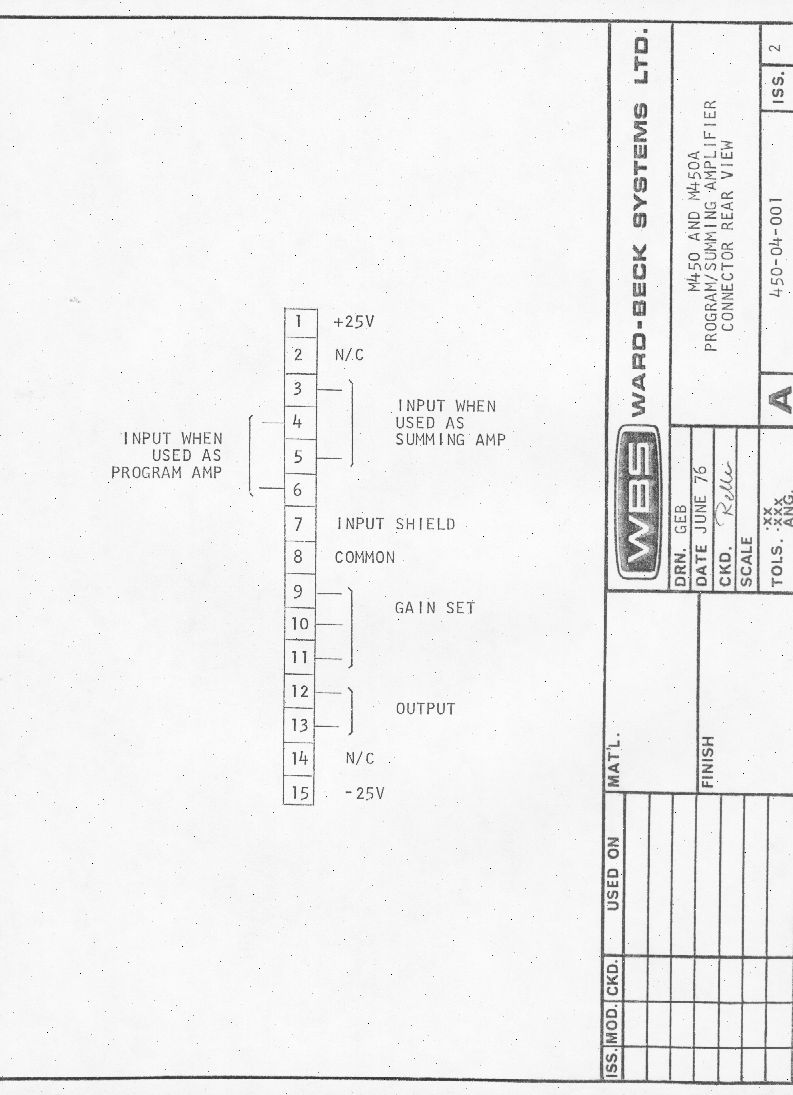 1 +25V
2 N/C
3
4
5
6
INPUT WHEN
USED AS
SUMMING AMP
INPUT WHEN
USED AS
PROGRAM AMP
7 INPUT SHIELD
8 COMMON
9
10
11
GAIN SET
12
13
OUTPUT
14 N/C
15 -25V
WBS WARD-BECK SYSTEMS LTD.
DRN. GEB
DATE JUNE 76
CKD.
SCALE
M450 AND M450A
PROGRAM/SUMMING AMPLIFIER
CONNECTOR REAR VIEW
TOLS. .XX
.XXX
ANG.
A 450-04-001 ISS. 2
MAT'L.
FINISH
ISS. MOD. CKD. USED ON